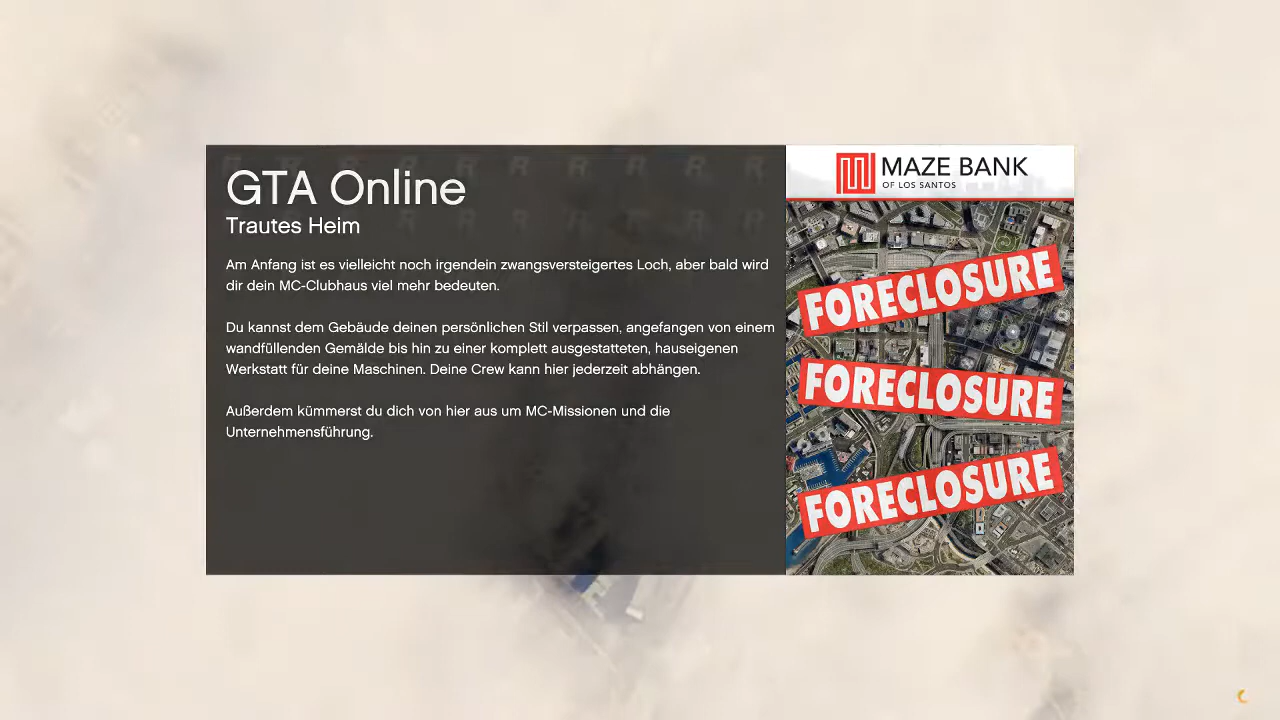 GTA Online
Trautes Heim
Am Anfang ist es vielleicht noch irgendein zwangsversteigertes Loch, aber bald wird
dir dein MC-Clubhaus viel mehr bedeuten.
Du kannst dem Gebäude deinen persönlichen Stil verpassen, angefangen von einem
wandfüllenden Gemälde bis hin zu einer komplett ausgestatteten, hauseigenen
Werkstatt für deine Maschinen. Deine Crew kann hier jederzeit abhängen.
Außerdem kümmerst du dich von hier aus um MC-Missionen und die
Unternehmensführung.
MAZE BANK
OF LOS SANTOS
FORECLOSURE
FORECLOSURE
FORECLOSURE